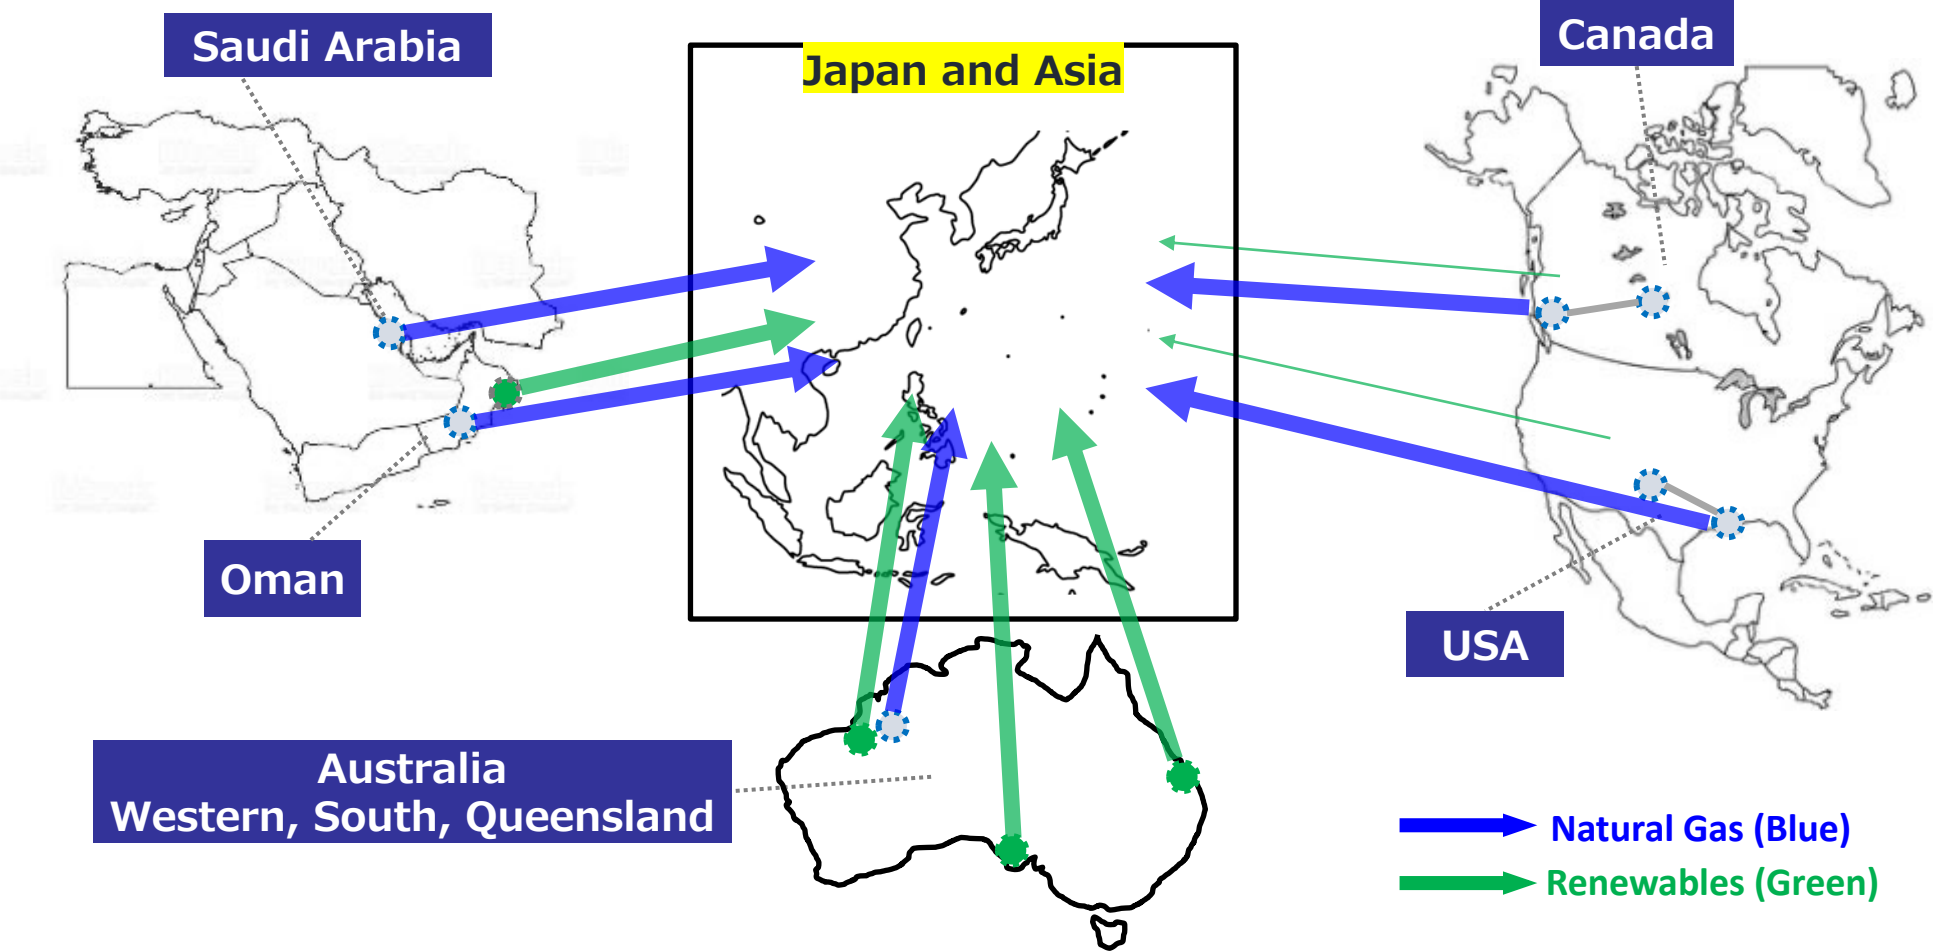 Saudi Arabia
Japan and Asia
Canada
Oman
USA
Australia
Western, South, Queensland
Natural Gas (Blue)
Renewables (Green)